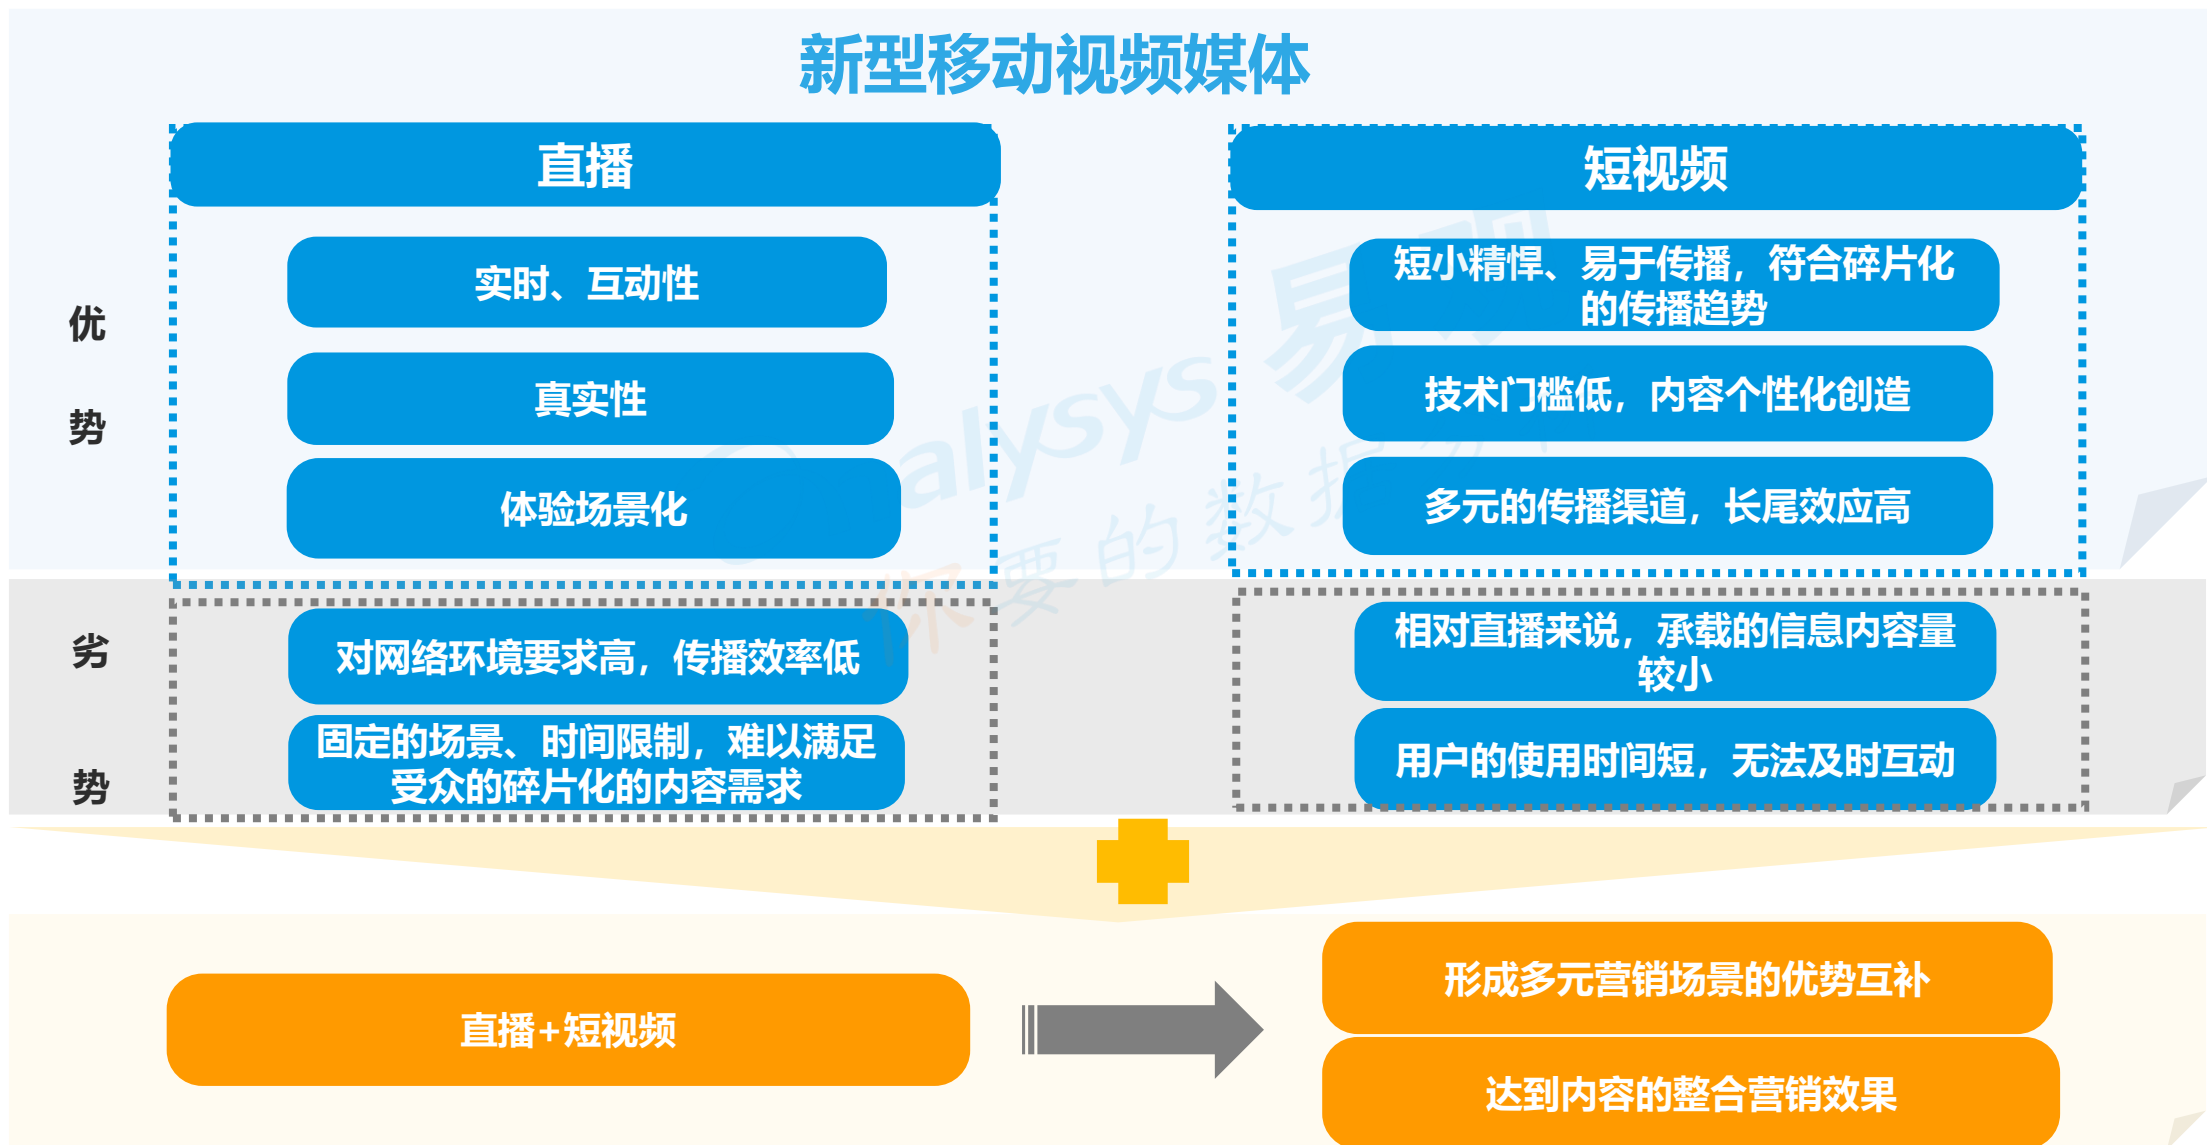 新型移动视频媒体
直播
短视频
优
势
实时、互动性
真实性
体验场景化
短小精悍、易于传播，符合碎片化
的传播趋势
技术门槛低，内容个性化创造
多元的传播渠道，长尾效应高
劣
势
对网络环境要求高，传播效率低
固定的场景、时间限制，难以满足
受众的碎片化的内容需求
相对直播来说，承载的信息内容量
较小
用户的使用时间短，无法及时互动
直播+短视频
形成多元营销场景的优势互补
达到内容的整合营销效果
alysys 易
你要的数据